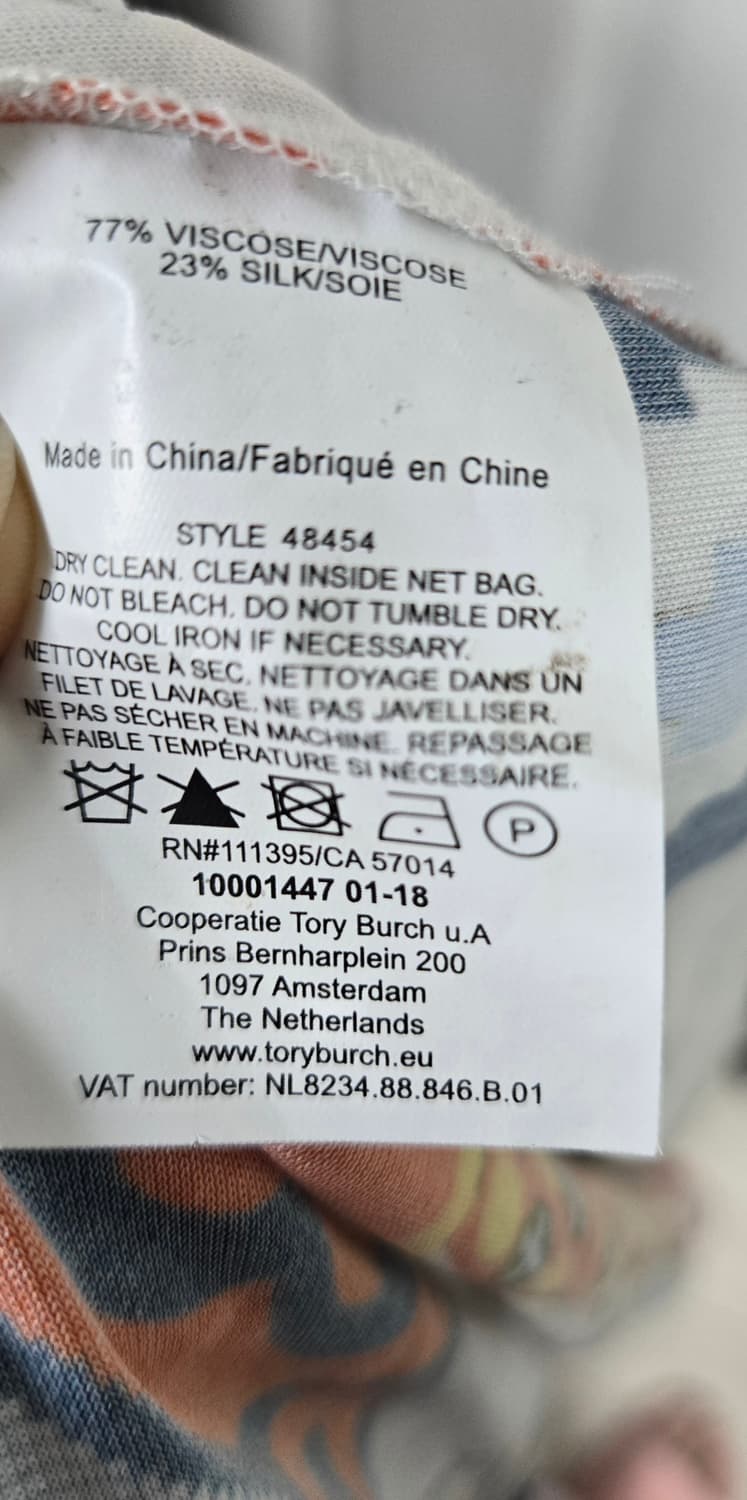 77% VISCOSE/VISCOSE
23% SILK/SOIE
Made in China/Fabriqué en Chine
STYLE 48454
DRY CLEAN. CLEAN INSIDE NET BAG.
DO NOT BLEACH. DO NOT TUMBLE DRY.
COOL IRON IF NECESSARY.
NETTOYAGE À SEC. NETTOYAGE DANS UN
FILET DE LAVAGE. NE PAS JAVELLISER.
NE PAS SÉCHER EN MACHINE. REPASSAGE
À FAIBLE TEMPÉRATURE SI NÉCESSAIRE.
P
RN#111395/CA 57014
10001447 01-18
Cooperatie Tory Burch u.A
Prins Bernharplein 200
1097 Amsterdam
The Netherlands
www.toryburch.eu
VAT number: NL8234.88.846.B.01